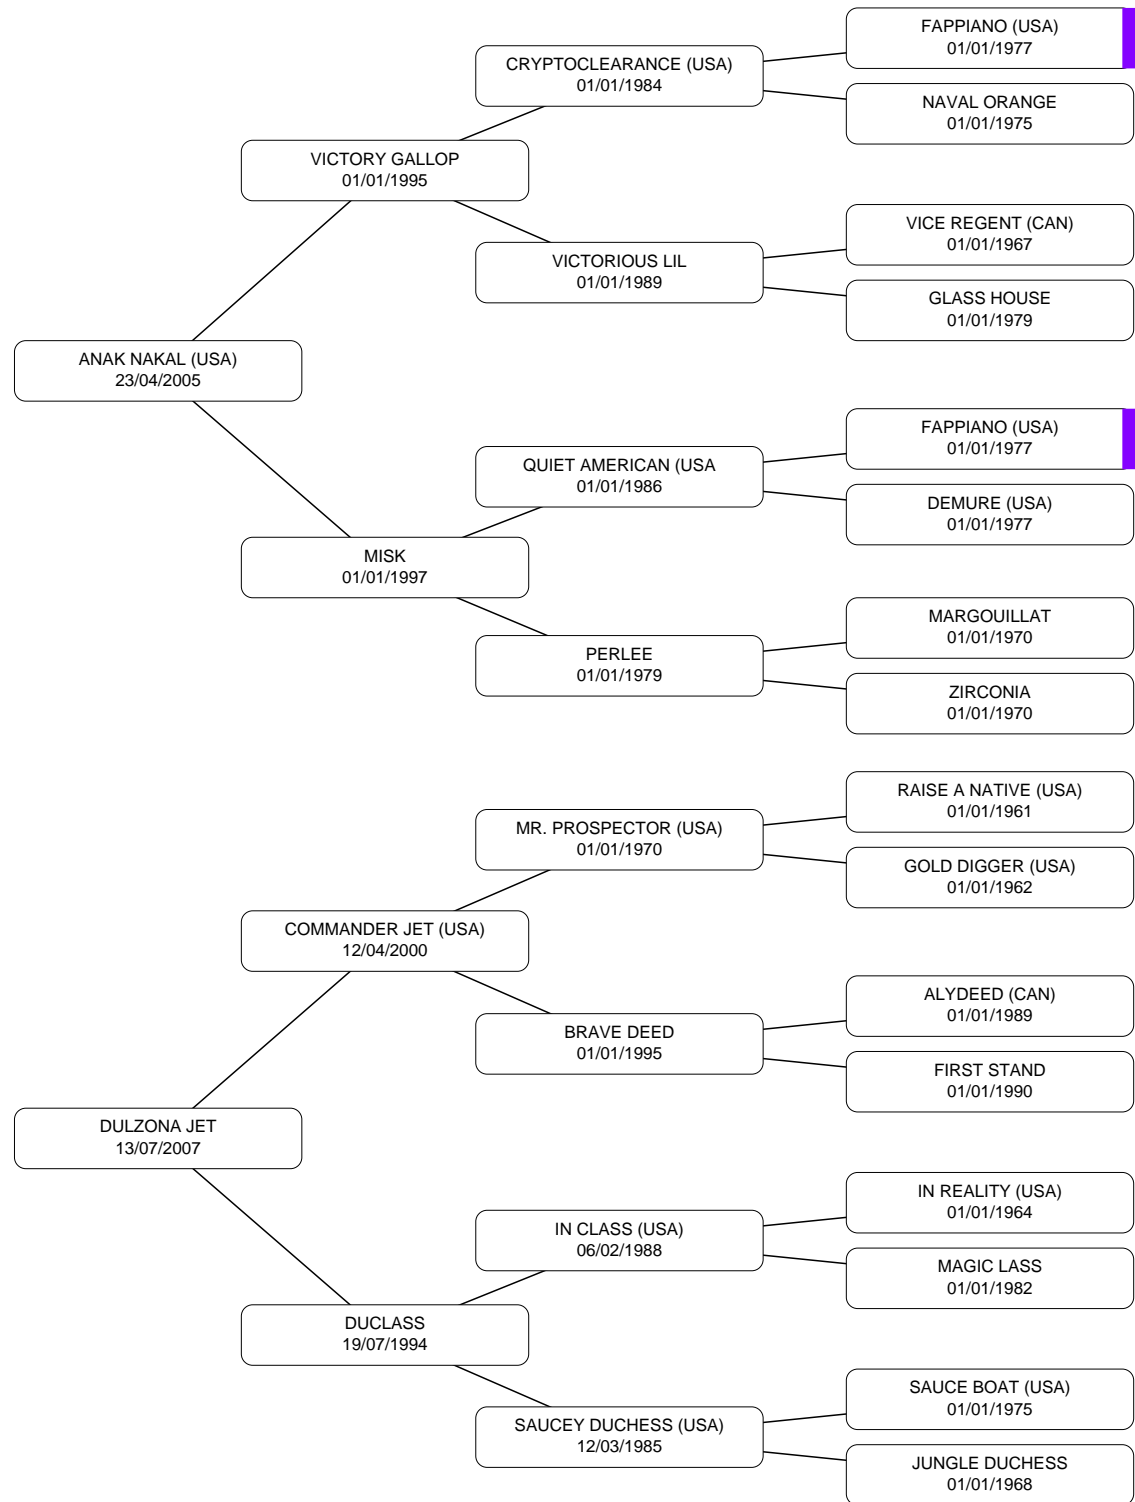 FAPPIANO (USA)
01/01/1977
CRYPTOCLEARANCE (USA)
01/01/1984
NAVAL ORANGE
01/01/1975
VICTORY GALLOP
01/01/1995
VICE REGENT (CAN)
01/01/1967
VICTORIOUS LIL
01/01/1989
GLASS HOUSE
01/01/1979
ANAK NAKAL (USA)
23/04/2005
FAPPIANO (USA)
01/01/1977
QUIET AMERICAN (USA
01/01/1986
DEMURE (USA)
01/01/1977
MISK
01/01/1997
MARGOUILLAT
01/01/1970
PERLEE
01/01/1979
ZIRCONIA
01/01/1970
RAISE A NATIVE (USA)
01/01/1961
MR. PROSPECTOR (USA)
01/01/1970
GOLD DIGGER (USA)
01/01/1962
COMMANDER JET (USA)
12/04/2000
ALYDEED (CAN)
01/01/1989
BRAVE DEED
01/01/1995
FIRST STAND
01/01/1990
DULZONA JET
13/07/2007
IN REALITY (USA)
01/01/1964
IN CLASS (USA)
06/02/1988
MAGIC LASS
01/01/1982
DUCLASS
19/07/1994
SAUCE BOAT (USA)
01/01/1975
SAUCEY DUCHESS (USA)
12/03/1985
JUNGLE DUCHESS
01/01/1968